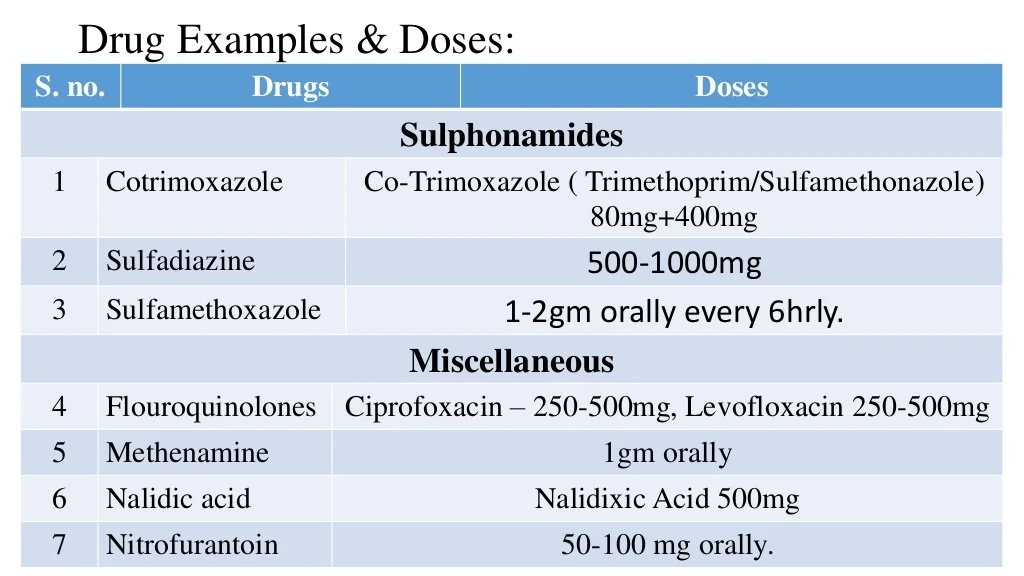 Drug Examples & Doses:
S. no. Drugs Doses
Sulphonamides
1 Cotrimoxazole Co-Trimoxazole ( Trimethoprim/Sulfamethonazole)
80mg+400mg
2 Sulfadiazine 500-1000mg
3 Sulfamethoxazole 1-2gm orally every 6hrly.
Miscellaneous
4 Flouroquinolones Ciprofoxacin – 250-500mg, Levofloxacin 250-500mg
5 Methenamine 1gm orally
6 Nalidic acid Nalidixic Acid 500mg
7 Nitrofurantoin 50-100 mg orally.